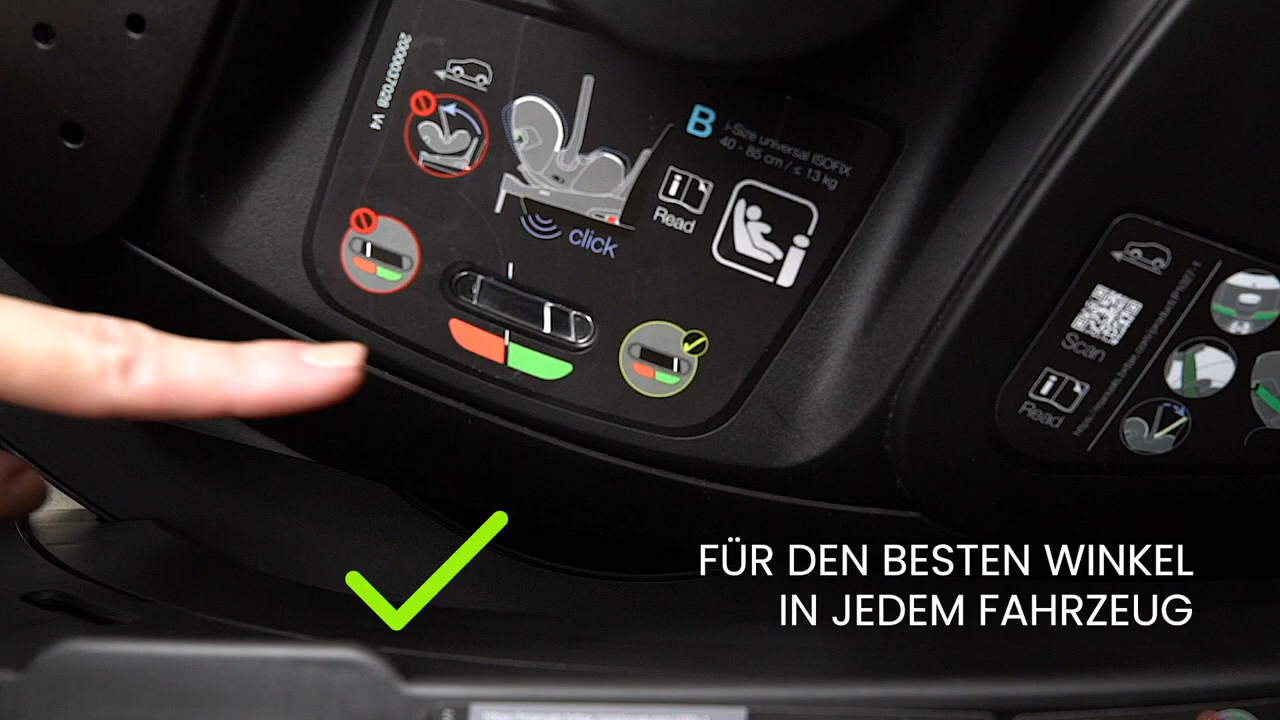 2000037028 V4
B
i-Size universal ISOFIX
40 - 85 cm / ≤ 13 kg
i
Read
click
i
Scan
Read
FÜR DEN BESTEN WINKEL
IN JEDEM FAHRZEUG